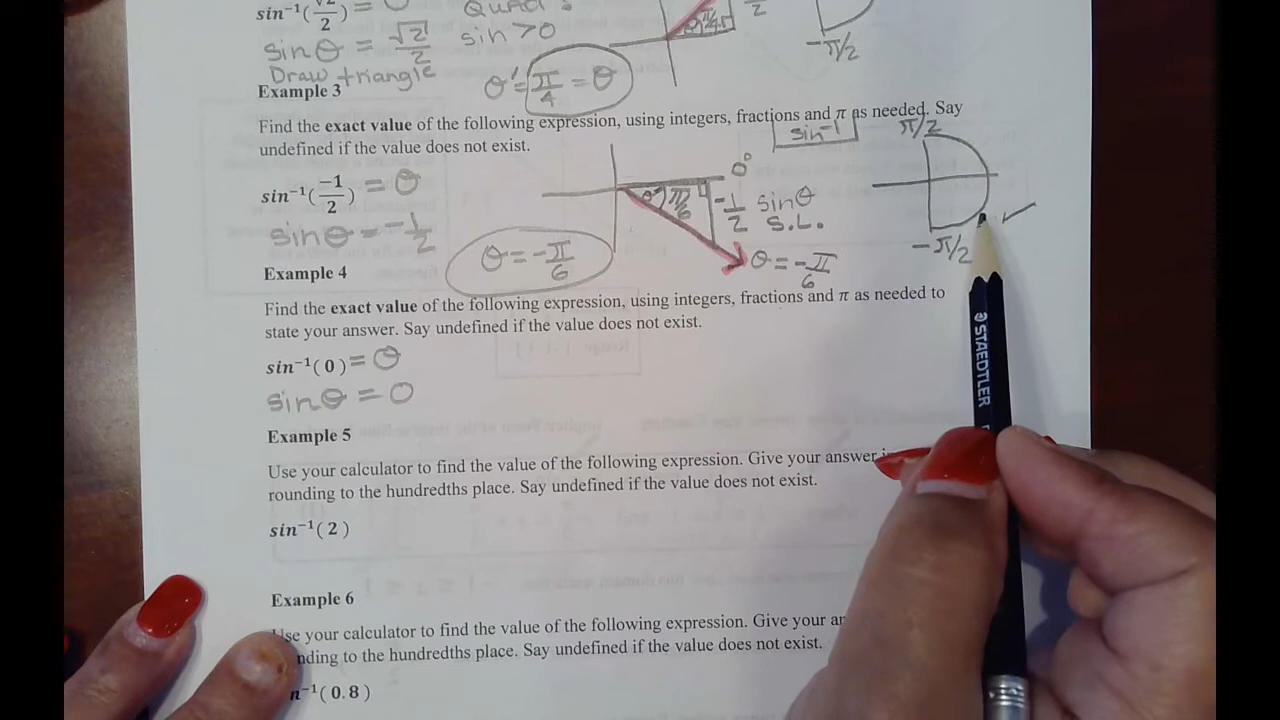 sin⁻¹(√2/2) = θ
Quad 1
sinθ = √2/2 sin>0
Draw triangle
θ' = π/4 = θ
θ' π/4
2
-π/2
Example 3
Find the exact value of the following expression, using integers, fractions and π as needed. Say
undefined if the value does not exist.
sin⁻¹
π/2
sin⁻¹(-1/2) = θ
0°
θ' π/6
-1/2 sinθ
S.L.
sinθ = -1/2
θ = -π/6
θ = -π/6
-π/2
Example 4
Find the exact value of the following expression, using integers, fractions and π as needed to
state your answer. Say undefined if the value does not exist.
sin⁻¹(0) = θ
sinθ = 0
STAEDTLER
Example 5
Use your calculator to find the value of the following expression. Give your answer
rounding to the hundredths place. Say undefined if the value does not exist.
sin⁻¹(2)
Example 6
use your calculator to find the value of the following expression. Give your
nding to the hundredths place. Say undefined if the value does not exist.
n⁻¹(0.8)